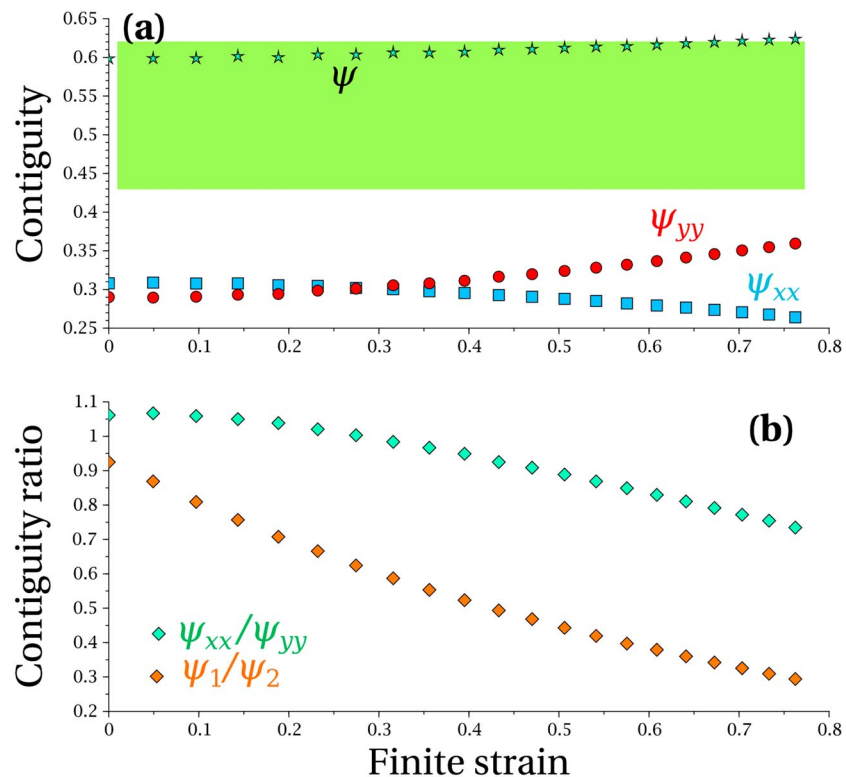 (a)
Contiguity
0.65
0.6
0.55
0.5
0.45
0.4
0.35
0.3
0.25
ψ
ψyy
ψxx
0 0.1 0.2 0.3 0.4 0.5 0.6 0.7 0.8
(b)
Contiguity ratio
1.1
1
0.9
0.8
0.7
0.6
0.5
0.4
0.3
0.2
ψxx/ψyy
ψ1/ψ2
0 0.1 0.2 0.3 0.4 0.5 0.6 0.7 0.8
Finite strain